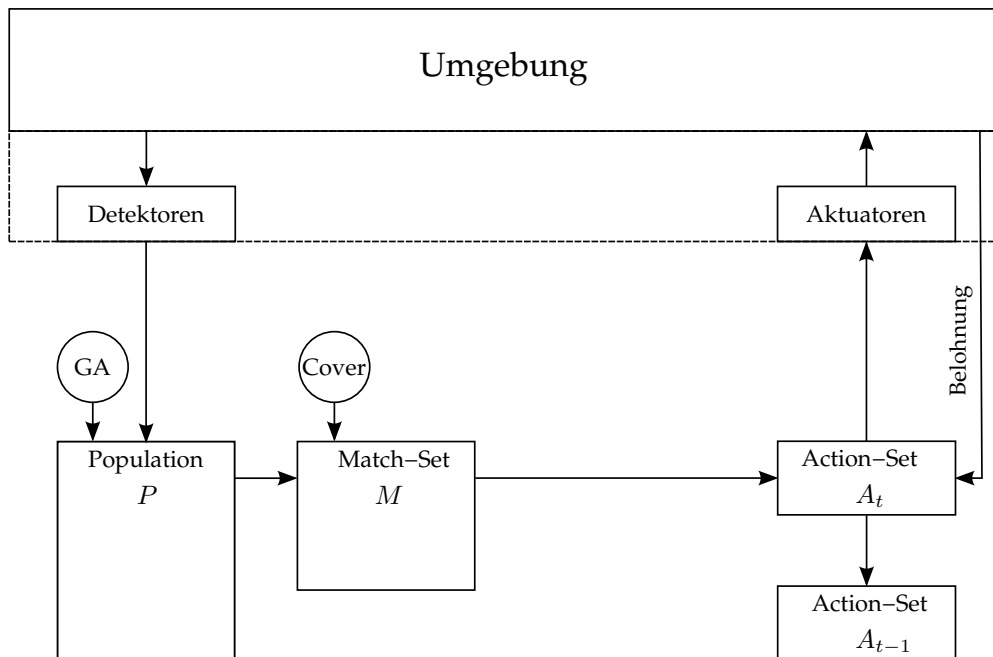 Umgebung
Detektoren
Aktuatoren
Belohnung
GA
Cover
Population
P
Match–Set
M
Action–Set
A_t
Action–Set
A_{t−1}